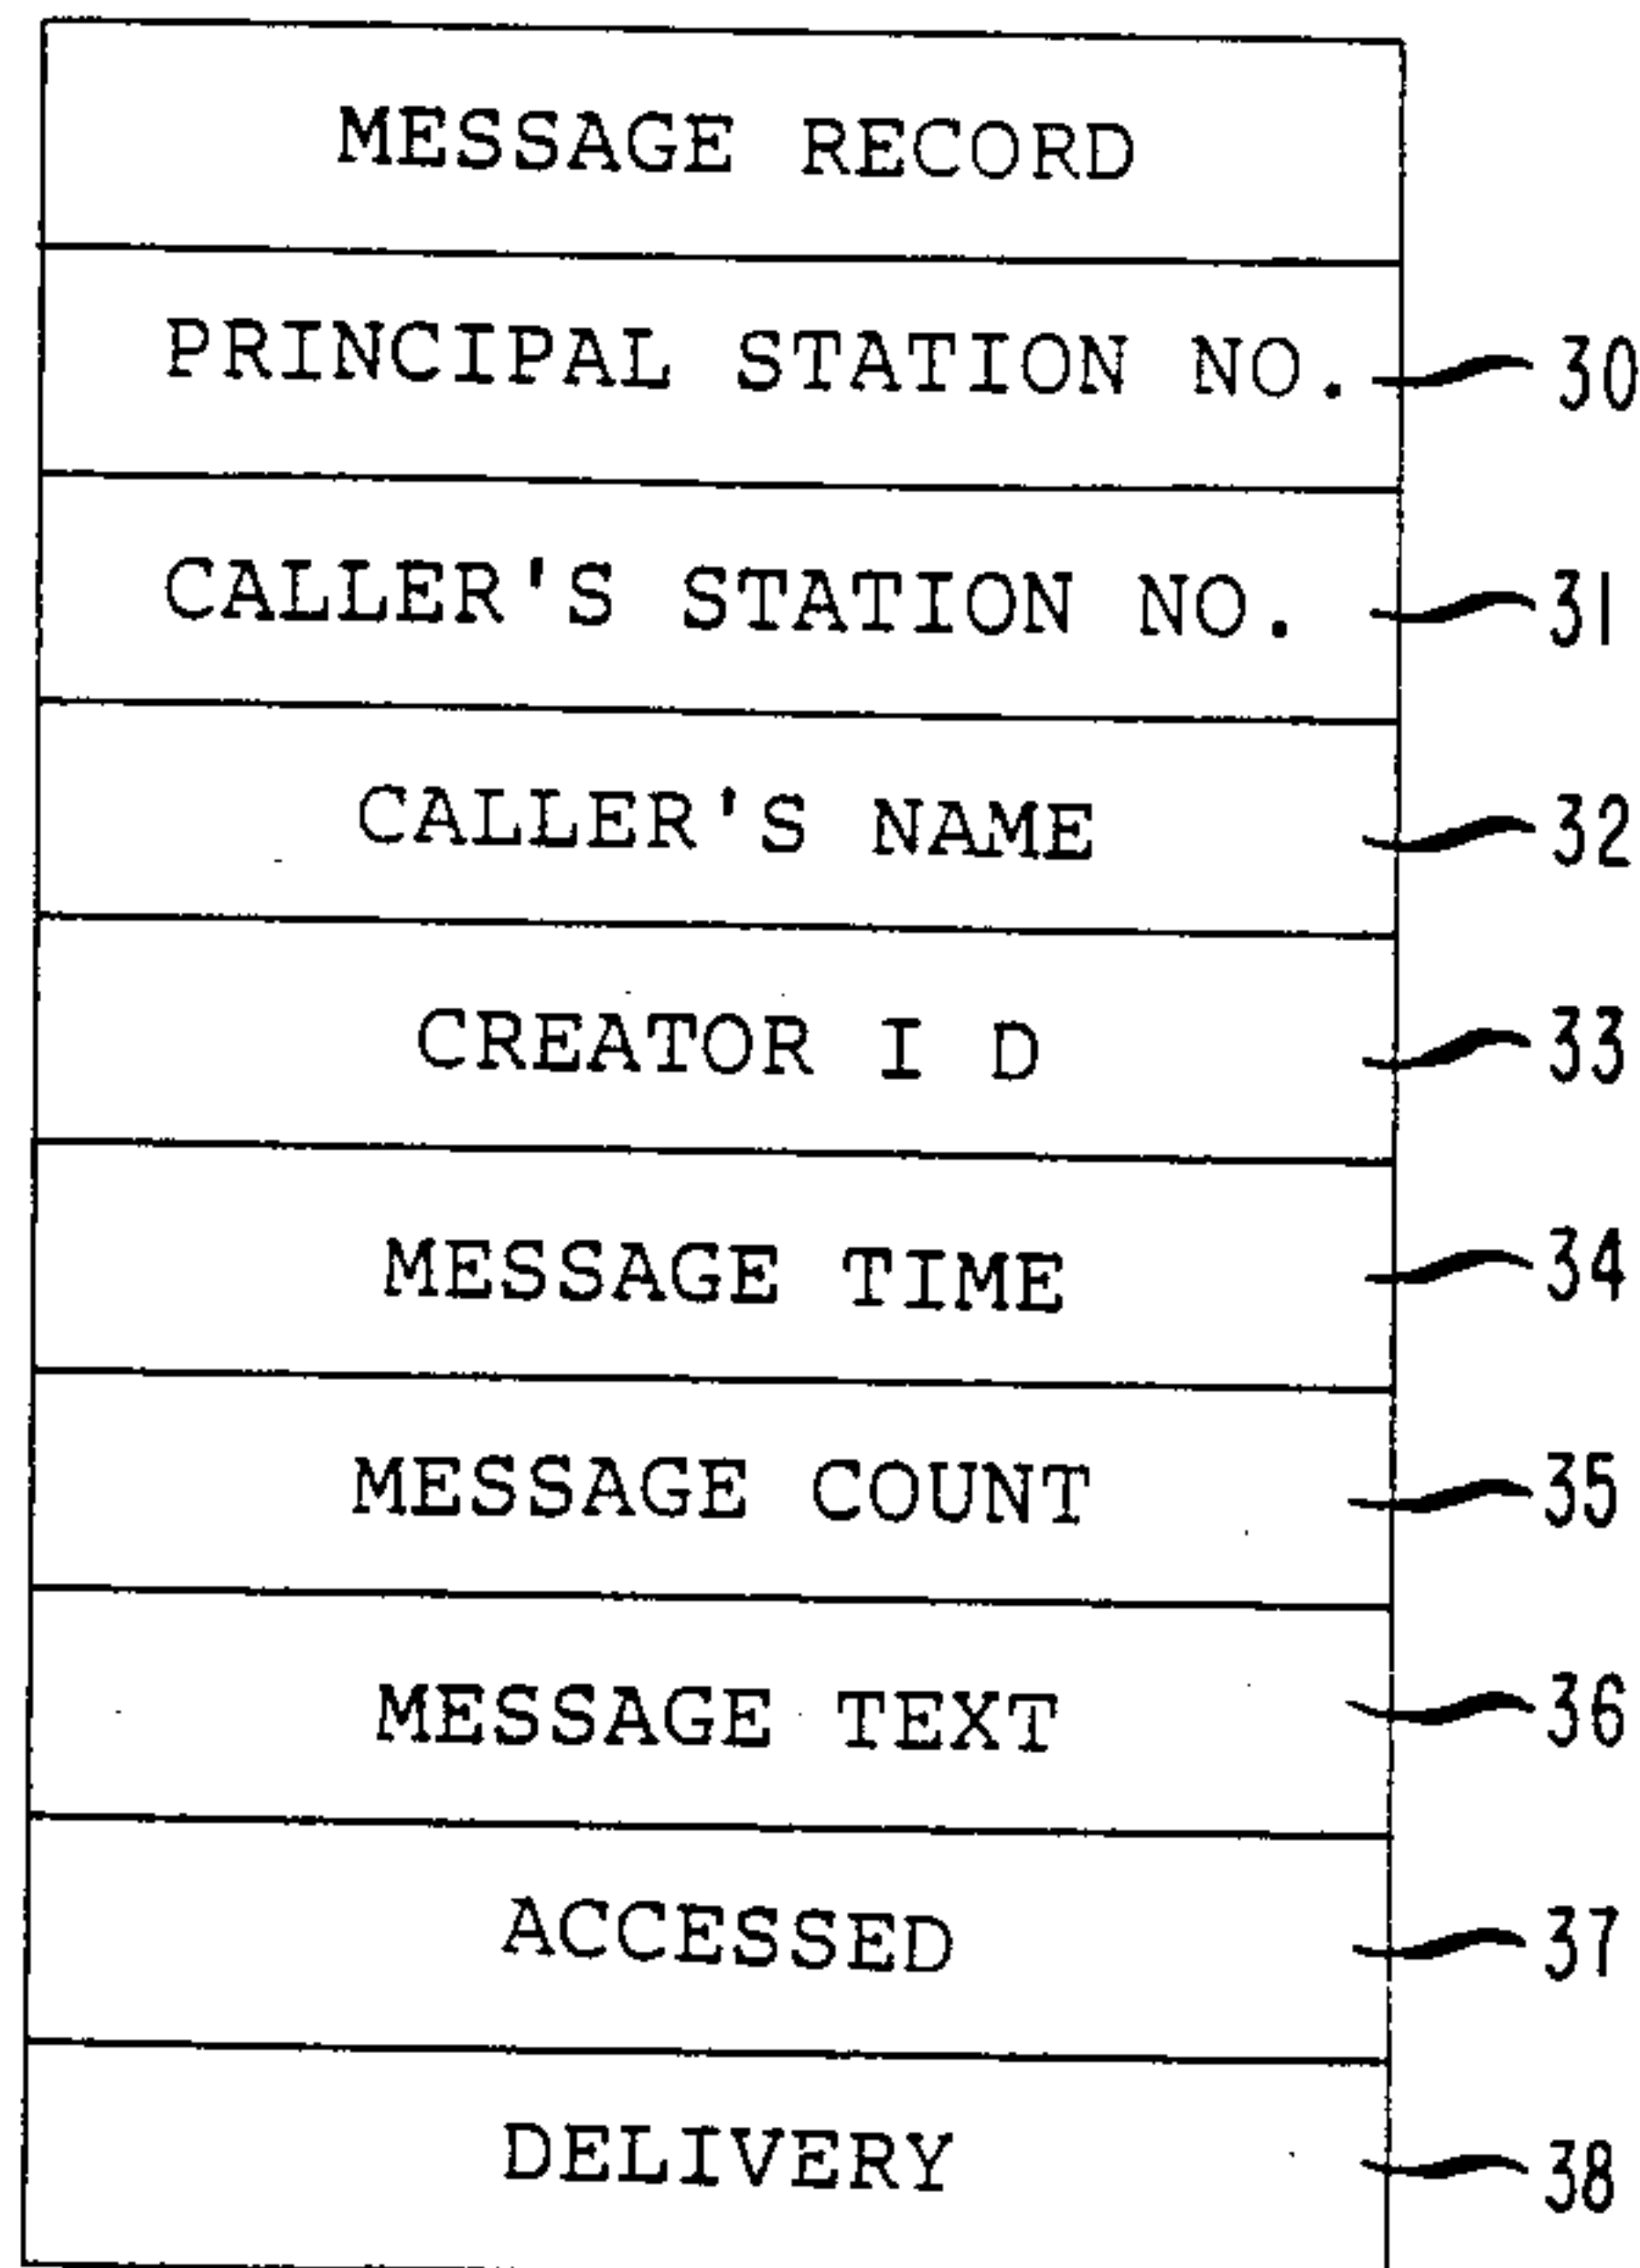 MESSAGE RECORD
PRINCIPAL STATION NO. 30
CALLER'S STATION NO. 31
CALLER'S NAME 32
CREATOR I D 33
MESSAGE TIME 34
MESSAGE COUNT 35
MESSAGE TEXT 36
ACCESSED 37
DELIVERY 38